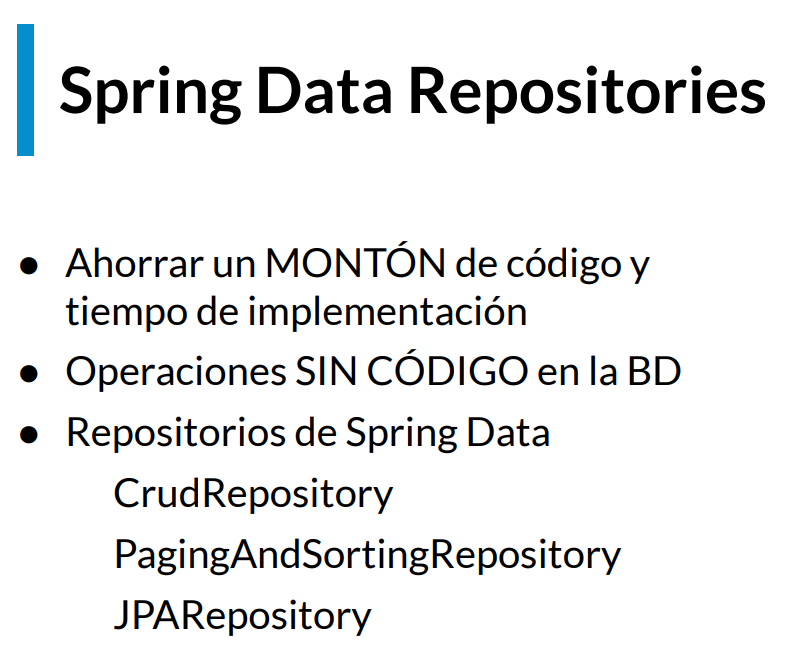 Spring Data Repositories
● Ahorrar un MONTÓN de código y
tiempo de implementación
● Operaciones SIN CÓDIGO en la BD
● Repositorios de Spring Data
CrudRepository
PagingAndSortingRepository
JPARepository